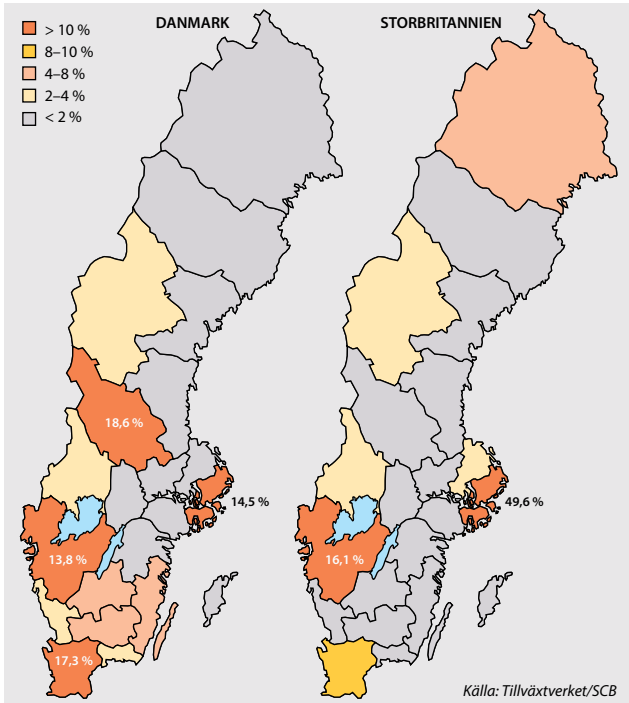 DANMARK
STORBRITANNIEN
> 10 %
8–10 %
4–8 %
2–4 %
< 2 %
18,6 %
14,5 %
49,6 %
13,8 %
16,1 %
17,3 %
Källa: Tillväxtverket/SCB